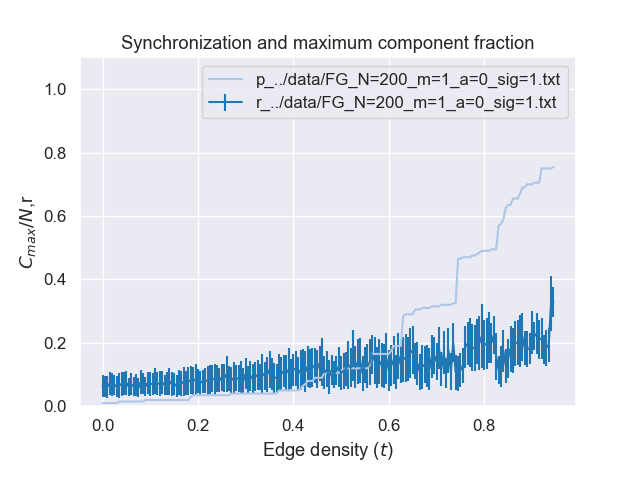 Synchronization and maximum component fraction
p_../data/FG_N=200_m=1_a=0_sig=1.txt
r_../data/FG_N=200_m=1_a=0_sig=1.txt
C_{max}/N,r
1.0
0.8
0.6
0.4
0.2
0.0
0.0 0.2 0.4 0.6 0.8
Edge density (t)